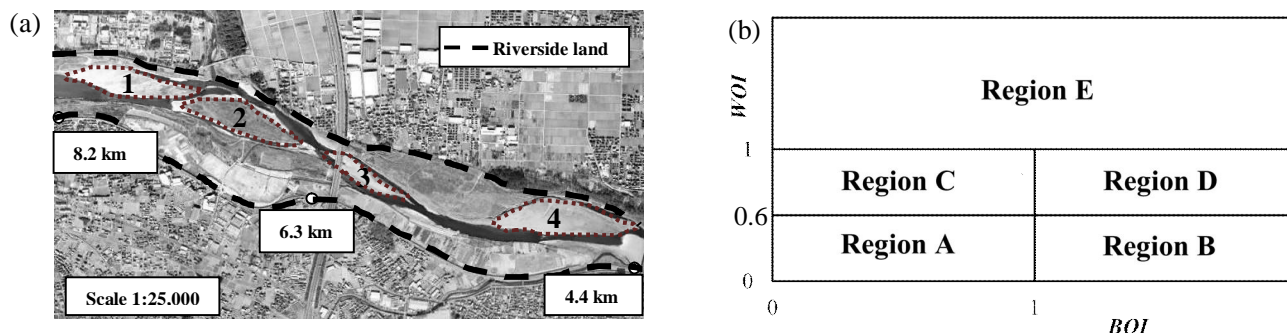 (a)
Riverside land
1
2
3
4
8.2 km
6.3 km
4.4 km
Scale 1:25.000
(b)
WOI
Region E
1
Region C
Region D
0.6
Region A
Region B
0
0
1
BOI